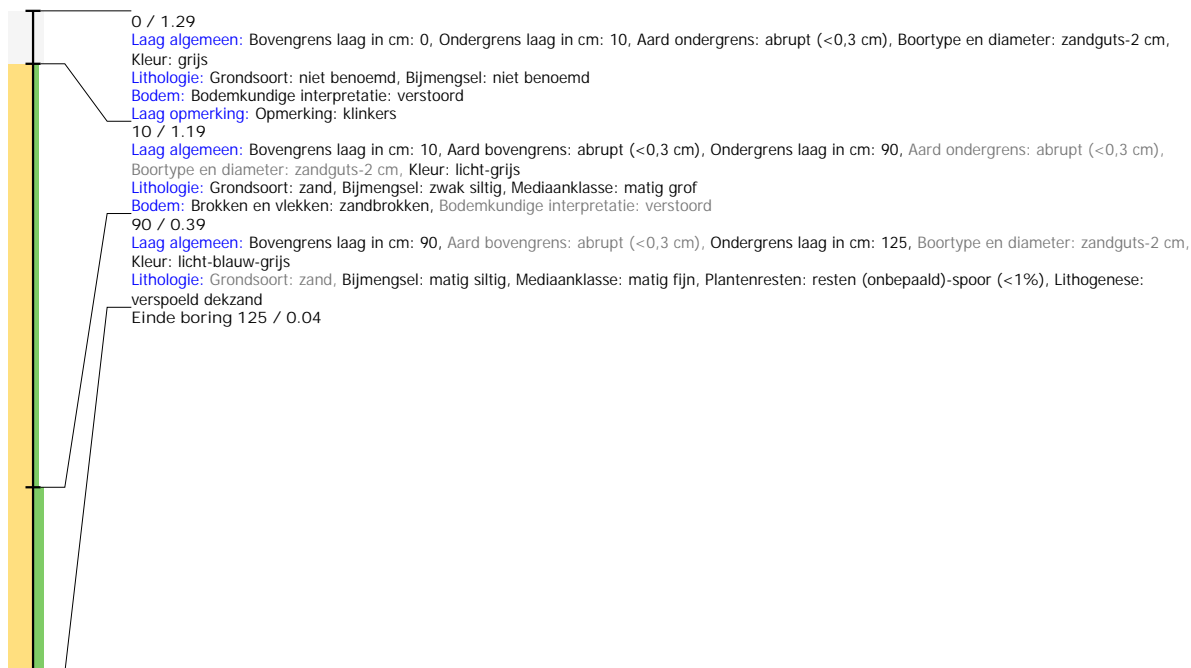 0 / 1.29
Laag algemeen: Bovengrens laag in cm: 0, Ondergrens laag in cm: 10, Aard ondergrens: abrupt (<0,3 cm), Boortype en diameter: zandguts-2 cm,
Kleur: grijs
Lithologie: Grondsoort: niet benoemd, Bijmengsel: niet benoemd
Bodem: Bodemkundige interpretatie: verstoord
Laag opmerking: Opmerking: klinkers
10 / 1.19
Laag algemeen: Bovengrens laag in cm: 10, Aard bovengrens: abrupt (<0,3 cm), Ondergrens laag in cm: 90, Aard ondergrens: abrupt (<0,3 cm),
Boortype en diameter: zandguts-2 cm, Kleur: licht-grijs
Lithologie: Grondsoort: zand, Bijmengsel: zwak siltig, Mediaanklasse: matig grof
Bodem: Brokken en vlekken: zandbrokken, Bodemkundige interpretatie: verstoord
90 / 0.39
Laag algemeen: Bovengrens laag in cm: 90, Aard bovengrens: abrupt (<0,3 cm), Ondergrens laag in cm: 125, Boortype en diameter: zandguts-2 cm,
Kleur: licht-blauw-grijs
Lithologie: Grondsoort: zand, Bijmengsel: matig siltig, Mediaanklasse: matig fijn, Plantenresten: resten (onbepaald)-spoor (<1%), Lithogenese:
verspoeld dekzand
Einde boring 125 / 0.04